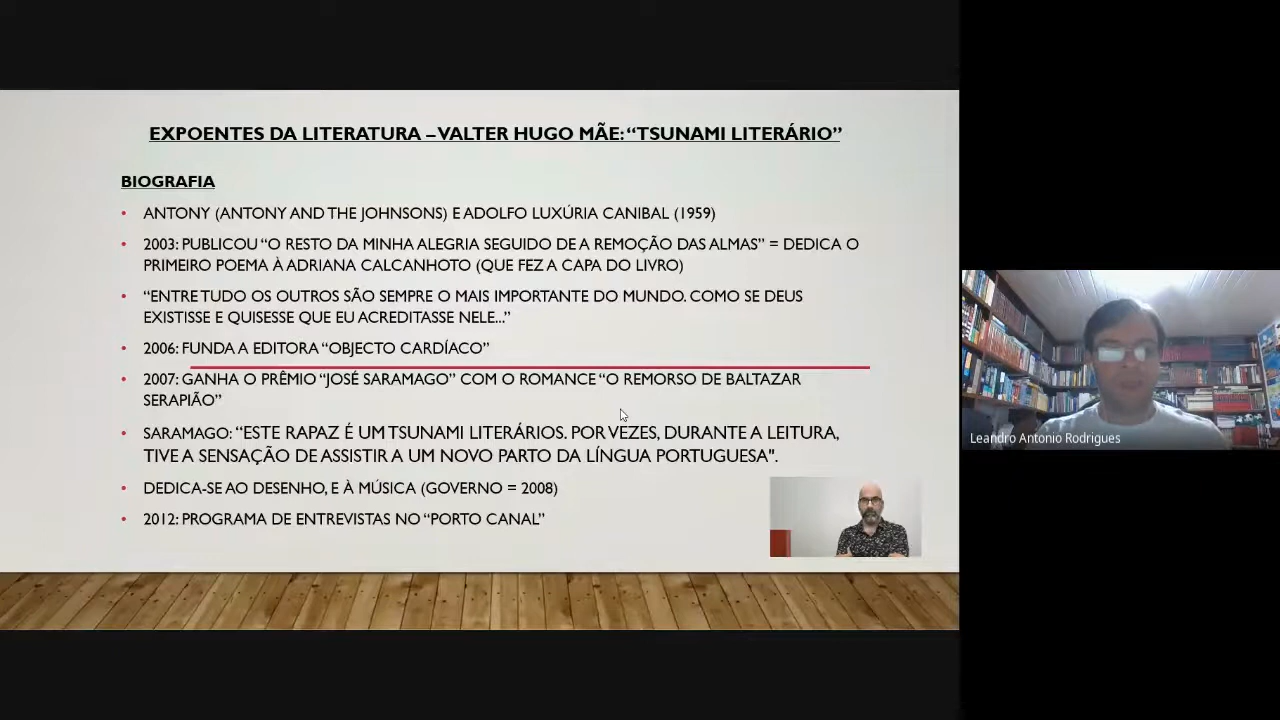 EXPOENTES DA LITERATURA – VALTER HUGO MÃE: “TSUNAMI LITERÁRIO”
BIOGRAFIA
• ANTONY (ANTONY AND THE JOHNSONS) E ADOLFO LUXÚRIA CANIBAL (1959)
• 2003: PUBLICOU “O RESTO DA MINHA ALEGRIA SEGUIDO DE A REMOÇÃO DAS ALMAS” = DEDICA O
PRIMEIRO POEMA À ADRIANA CALCANHOTO (QUE FEZ A CAPA DO LIVRO)
• “ENTRE TUDO OS OUTROS SÃO SEMPRE O MAIS IMPORTANTE DO MUNDO. COMO SE DEUS
EXISTISSE E QUISESSE QUE EU ACREDITASSE NELE...”
• 2006: FUNDA A EDITORA “OBJECTO CARDÍACO”
• 2007: GANHA O PRÊMIO “JOSÉ SARAMAGO” COM O ROMANCE “O REMORSO DE BALTAZAR
SERAPIÃO”
• SARAMAGO: “ESTE RAPAZ É UM TSUNAMI LITERÁRIOS. POR VEZES, DURANTE A LEITURA,
TIVE A SENSAÇÃO DE ASSISTIR A UM NOVO PARTO DA LÍNGUA PORTUGUESA".
• DEDICA-SE AO DESENHO, E À MÚSICA (GOVERNO = 2008)
• 2012: PROGRAMA DE ENTREVISTAS NO “PORTO CANAL”
Leandro Antonio Rodrigues